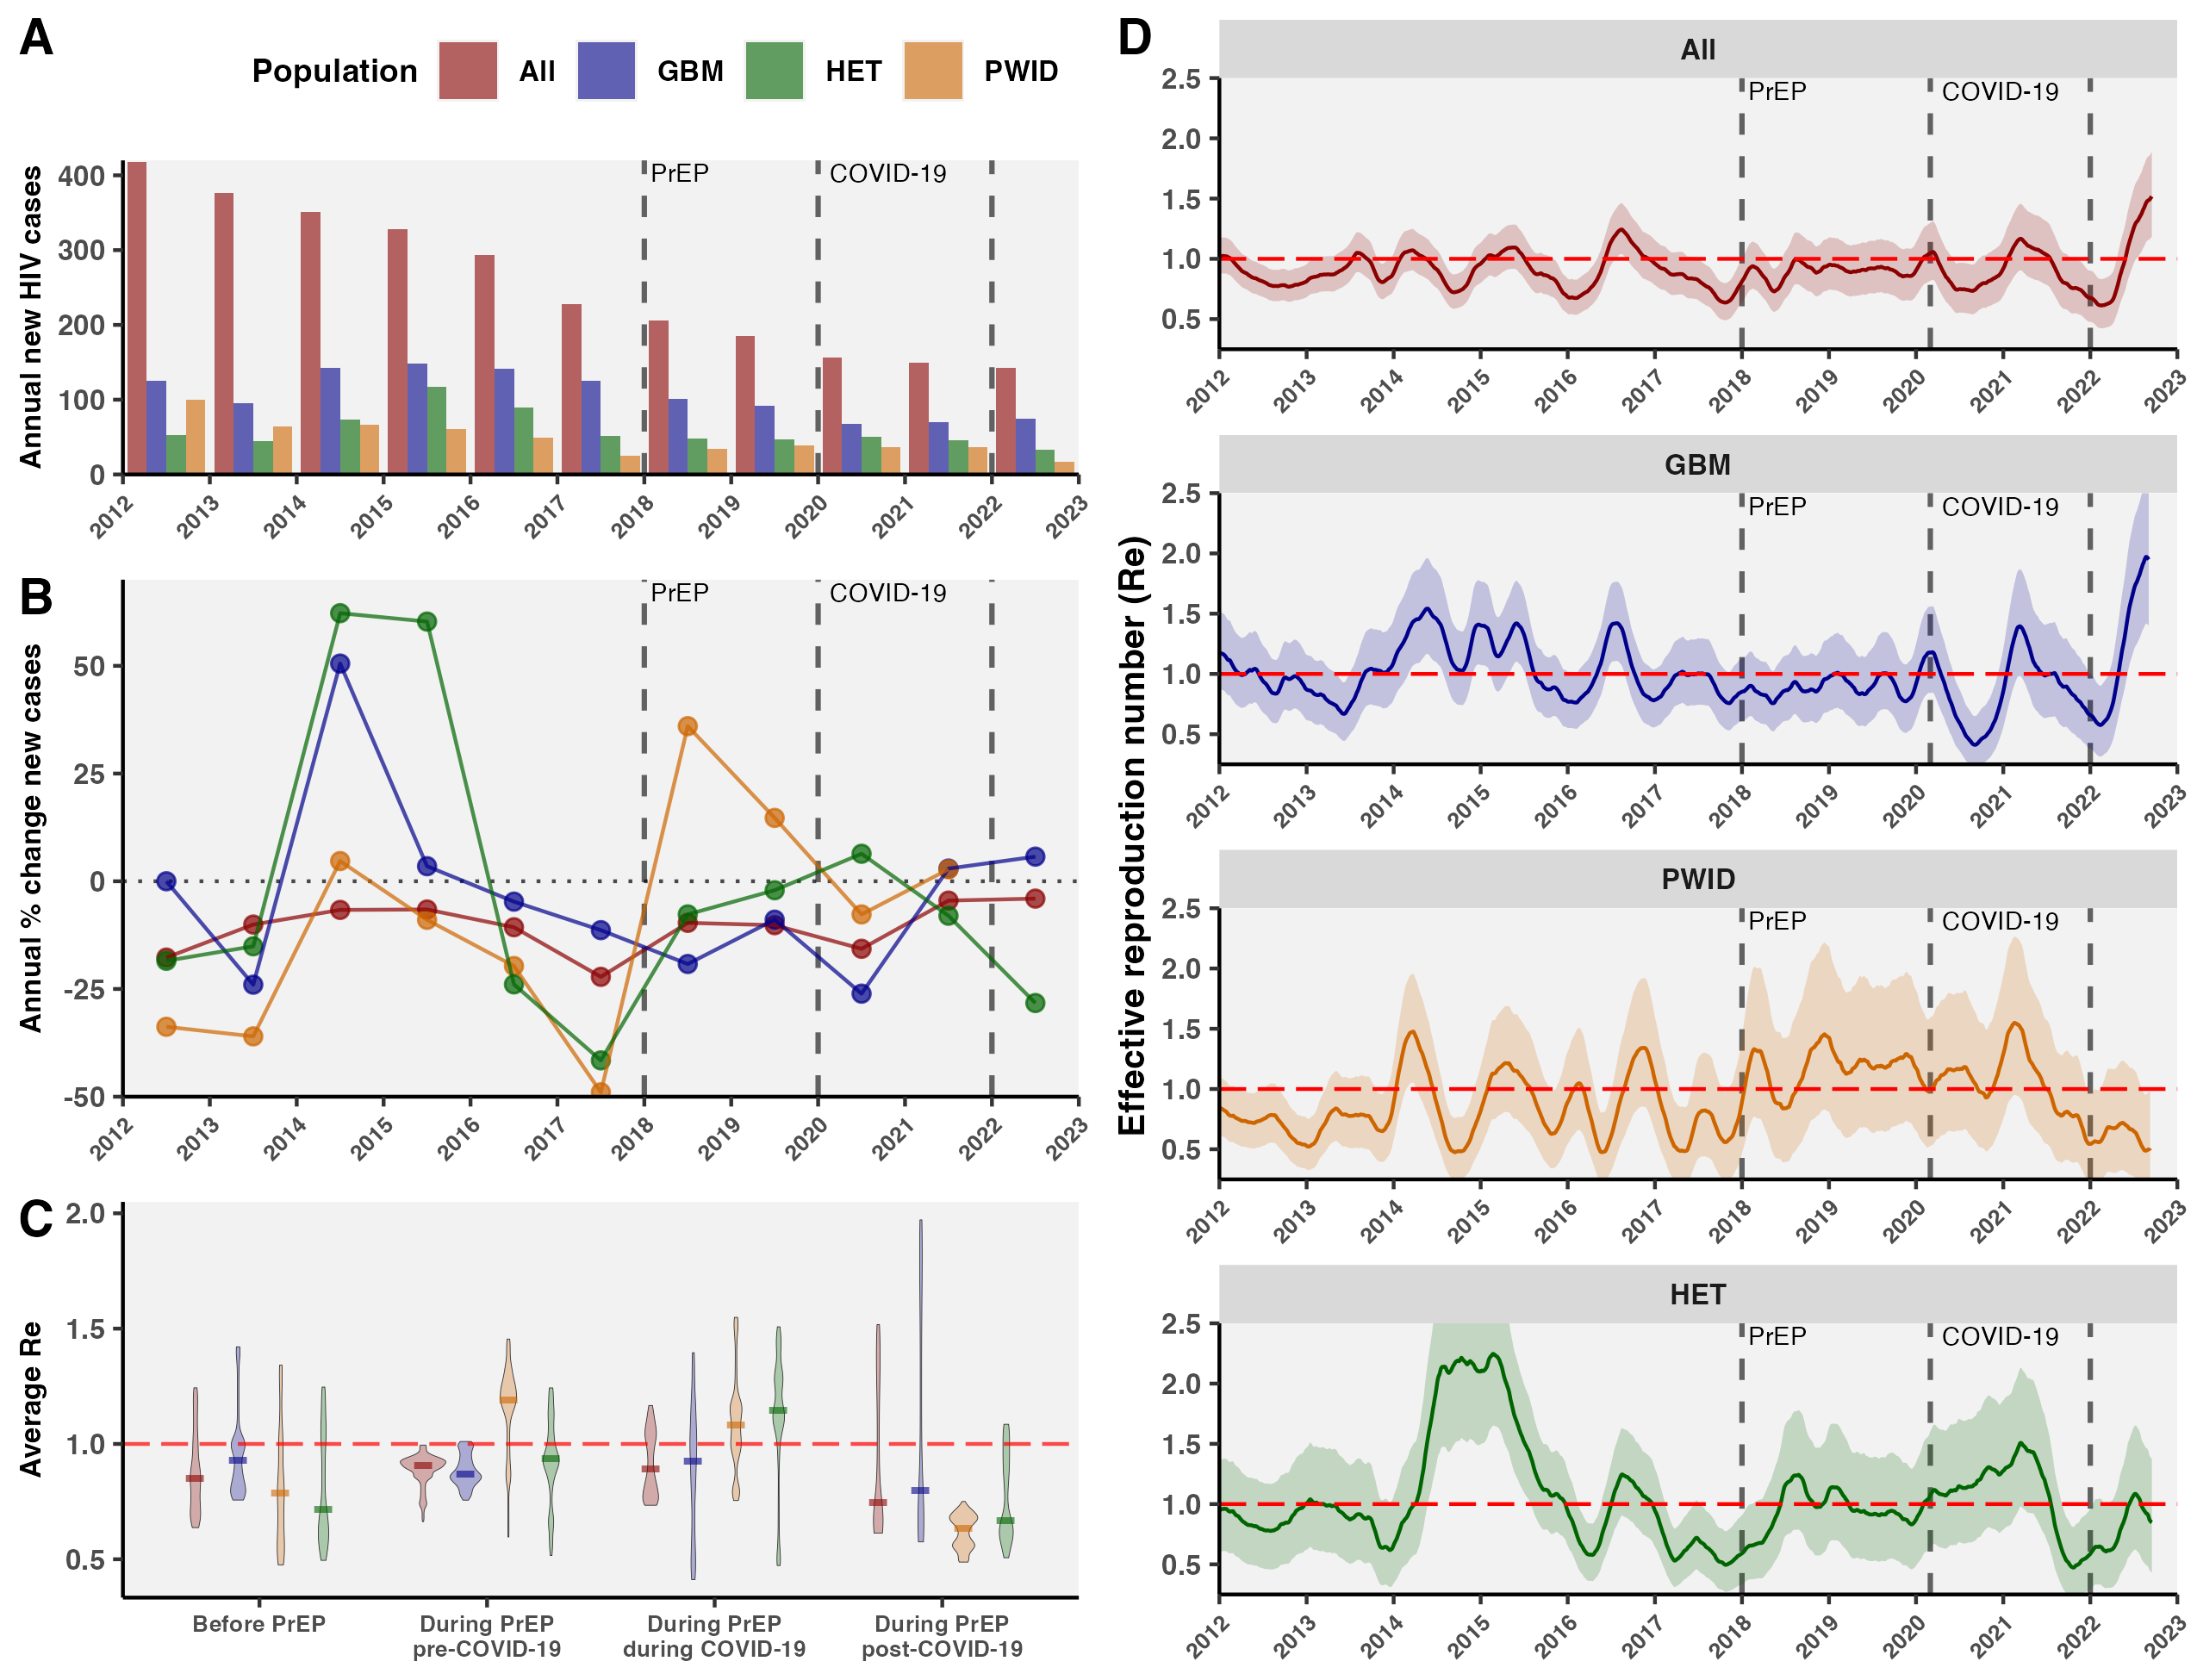 A
Population All GBM HET PWID
Annual new HIV cases
400
300
200
100
0
PrEP
COVID-19
2012 2013 2014 2015 2016 2017 2018 2019 2020 2021 2022 2023
B
Annual % change new cases
50
25
0
-25
-50
PrEP
COVID-19
2012 2013 2014 2015 2016 2017 2018 2019 2020 2021 2022 2023
C
Average Re
2.0
1.5
1.0
0.5
Before PrEP
During PrEP
pre-COVID-19
During PrEP
during COVID-19
During PrEP
post-COVID-19
D
Effective reproduction number (Re)
All
2.5
2.0
1.5
1.0
0.5
PrEP
COVID-19
2012 2013 2014 2015 2016 2017 2018 2019 2020 2021 2022 2023
GBM
2.5
2.0
1.5
1.0
0.5
PrEP
COVID-19
2012 2013 2014 2015 2016 2017 2018 2019 2020 2021 2022 2023
PWID
2.5
2.0
1.5
1.0
0.5
PrEP
COVID-19
2012 2013 2014 2015 2016 2017 2018 2019 2020 2021 2022 2023
HET
2.5
2.0
1.5
1.0
0.5
PrEP
COVID-19
2012 2013 2014 2015 2016 2017 2018 2019 2020 2021 2022 2023